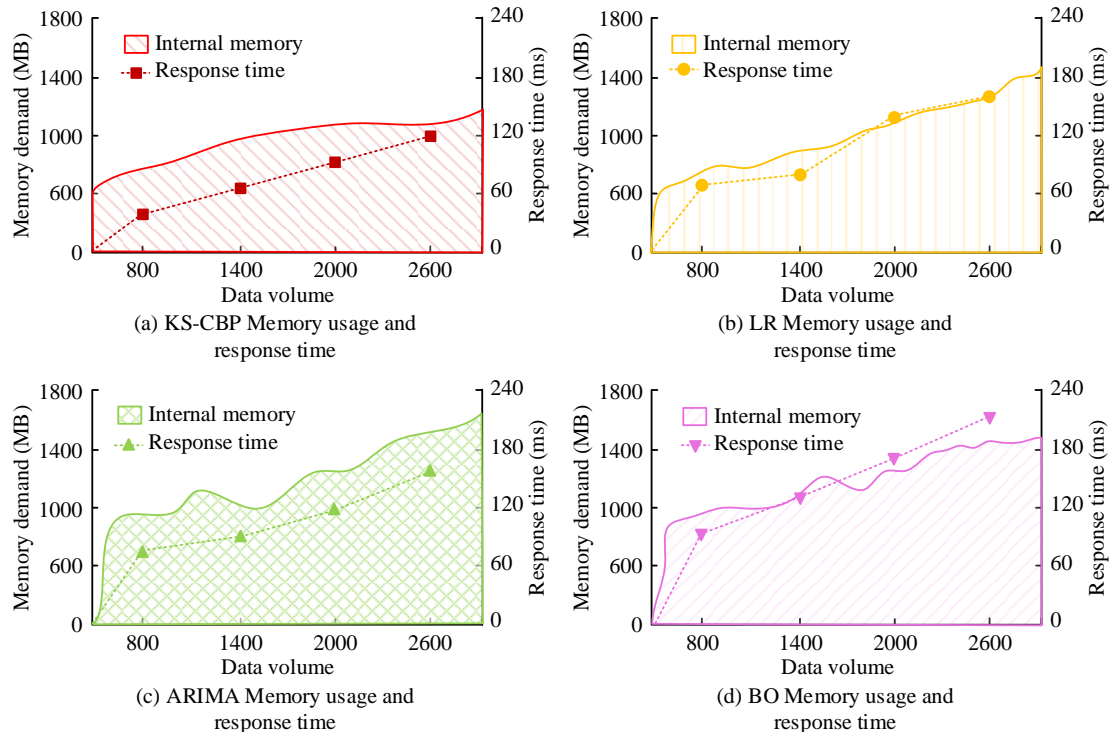 1800
1400
1000
600
0
Memory demand (MB)
Internal memory
Response time
240
180
120
60
0
Response time (ms)
800 1400 2000 2600
Data volume
(a) KS-CBP Memory usage and
response time
1800
1400
1000
600
0
Memory demand (MB)
Internal memory
Response time
240
180
120
60
0
Response time (ms)
800 1400 2000 2600
Data volume
(b) LR Memory usage and
response time
1800
1400
1000
600
0
Memory demand (MB)
Internal memory
Response time
240
180
120
60
0
Response time (ms)
800 1400 2000 2600
Data volume
(c) ARIMA Memory usage and
response time
1800
1400
1000
600
0
Memory demand (MB)
Internal memory
Response time
240
180
120
60
0
Response time (ms)
800 1400 2000 2600
Data volume
(d) BO Memory usage and
response time